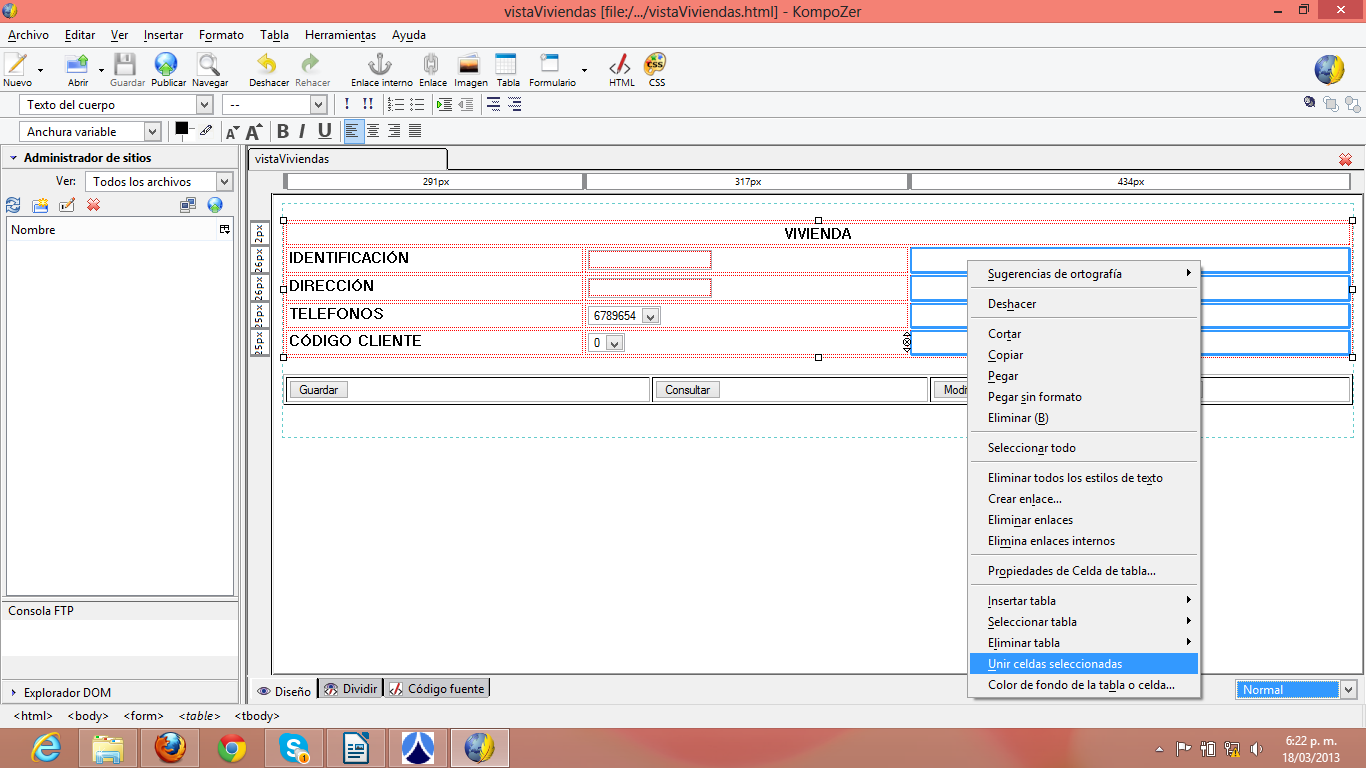 vistaViviendas [file:/.../vistaViviendas.html] - KompoZer
Archivo Editar Ver Insertar Formato Tabla Herramientas Ayuda
Nuevo Abrir Guardar Publicar Navegar Deshacer Rehacer Enlace interno Enlace Imagen Tabla Formulario HTML CSS
Texto del cuerpo -- ! !!
Anchura variable A A B I U
Administrador de sitios
vistaViviendas
Ver: Todos los archivos
291px 317px 434px
Nombre
2px
VIVIENDA
26px
IDENTIFICACIÓN
26px
DIRECCIÓN
25px
TELEFONOS 6789654
25px
CÓDIGO CLIENTE 0
Guardar Consultar Modi
Sugerencias de ortografía
Deshacer
Cortar
Copiar
Pegar
Pegar sin formato
Eliminar (B)
Seleccionar todo
Eliminar todos los estilos de texto
Crear enlace...
Eliminar enlaces
Elimina enlaces internos
Propiedades de Celda de tabla...
Insertar tabla
Seleccionar tabla
Eliminar tabla
Unir celdas seleccionadas
Color de fondo de la tabla o celda...
Consola FTP
Explorador DOM
Diseño Dividir Código fuente
Normal
<html> <body> <form> <table> <tbody>
6:22 p. m.
18/03/2013